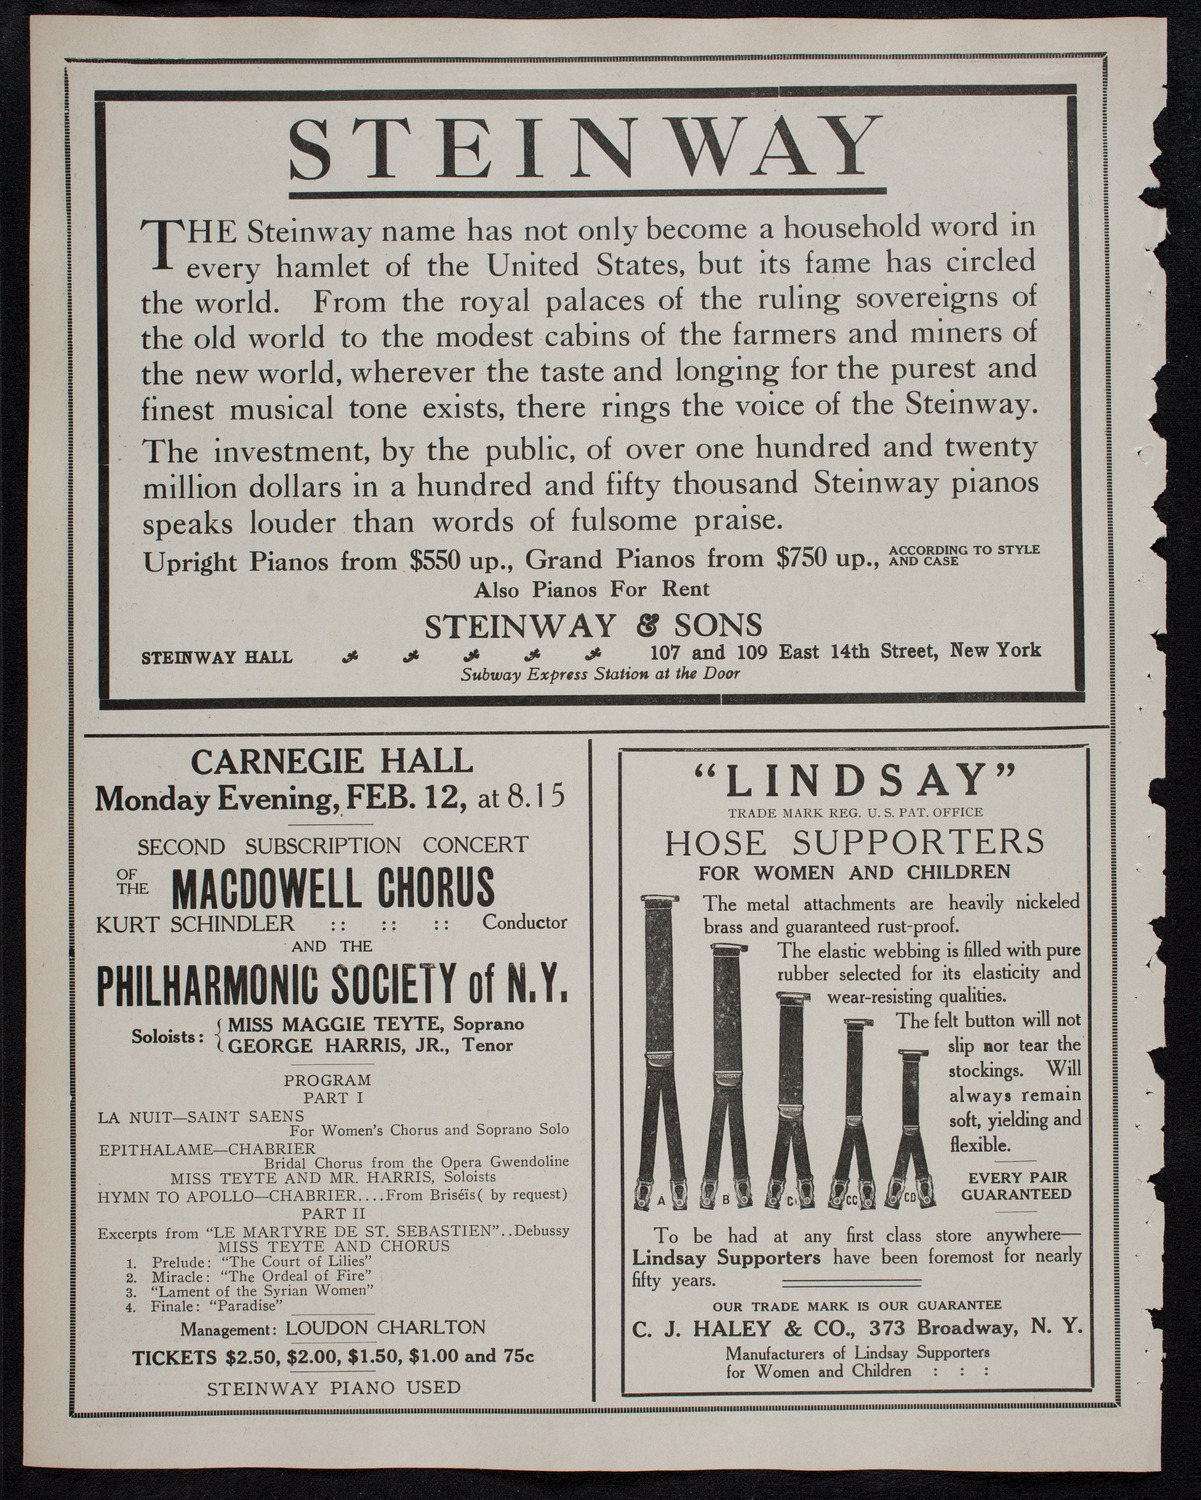 STEINWAY
THE Steinway name has not only become a household word in
every hamlet of the United States, but its fame has circled
the world. From the royal palaces of the ruling sovereigns of
the old world to the modest cabins of the farmers and miners of
the new world, wherever the taste and longing for the purest and
finest musical tone exists, there rings the voice of the Steinway.
The investment, by the public, of over one hundred and twenty
million dollars in a hundred and fifty thousand Steinway pianos
speaks louder than words of fulsome praise.
Upright Pianos from $550 up., Grand Pianos from $750 up., ACCORDING TO STYLE
AND CASE
Also Pianos For Rent
STEINWAY & SONS
STEINWAY HALL 107 and 109 East 14th Street, New York
Subway Express Station at the Door
CARNEGIE HALL
Monday Evening, FEB. 12, at 8.15
SECOND SUBSCRIPTION CONCERT
OF THE MACDOWELL CHORUS
KURT SCHINDLER :: :: :: Conductor
AND THE
PHILHARMONIC SOCIETY of N.Y.
Soloists: { MISS MAGGIE TEYTE, Soprano
GEORGE HARRIS, JR., Tenor
PROGRAM
PART I
LA NUIT—SAINT SAENS
For Women's Chorus and Soprano Solo
EPITHALAME—CHABRIER
Bridal Chorus from the Opera Gwendoline
MISS TEYTE AND MR. HARRIS, Soloists
HYMN TO APOLLO—CHABRIER....From Briséïs( by request)
PART II
Excerpts from "LE MARTYRE DE ST. SEBASTIEN"..Debussy
MISS TEYTE AND CHORUS
1. Prelude: "The Court of Lilies"
2. Miracle: "The Ordeal of Fire"
3. "Lament of the Syrian Women"
4. Finale: "Paradise"
Management: LOUDON CHARLTON
TICKETS $2.50, $2.00, $1.50, $1.00 and 75c
STEINWAY PIANO USED
"LINDSAY"
TRADE MARK REG. U. S. PAT. OFFICE
HOSE SUPPORTERS
FOR WOMEN AND CHILDREN
The metal attachments are heavily nickeled
brass and guaranteed rust-proof.
The elastic webbing is filled with pure
rubber selected for its elasticity and
wear-resisting qualities.
The felt button will not
slip nor tear the
stockings. Will
always remain
soft, yielding and
flexible.
EVERY PAIR
GUARANTEED
A B C CC CD
To be had at any first class store anywhere—
Lindsay Supporters have been foremost for nearly
fifty years.
OUR TRADE MARK IS OUR GUARANTEE
C. J. HALEY & CO., 373 Broadway, N. Y.
Manufacturers of Lindsay Supporters
for Women and Children : : :